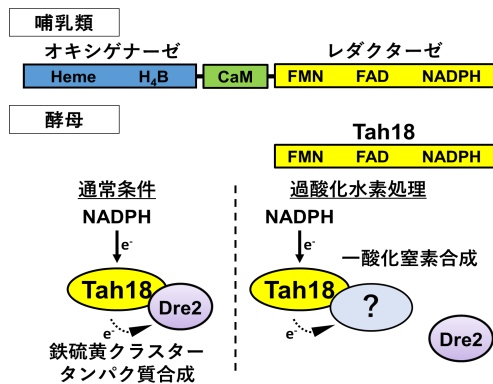 哺乳類
オキシゲナーゼ
レダクターゼ
Heme H₄B CaM FMN FAD NADPH
酵母
Tah18
FMN FAD NADPH
通常条件
NADPH
e⁻
Tah18
Dre2
e⁻
鉄硫黄クラスター
タンパク質合成
過酸化水素処理
NADPH
e⁻
一酸化窒素合成
Tah18
?
e⁻
Dre2